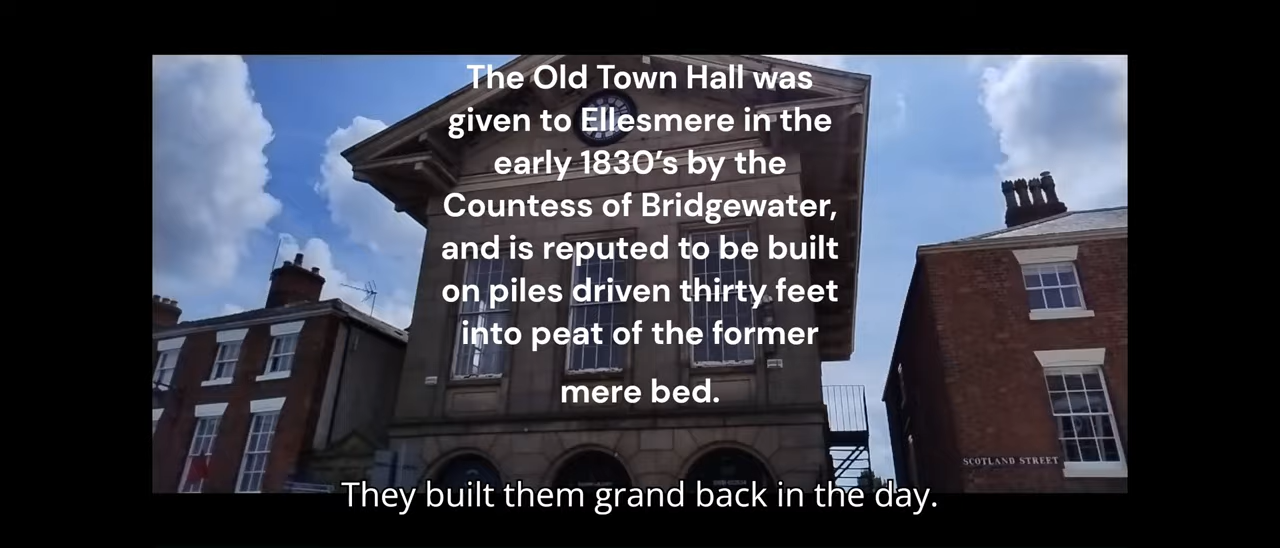 The Old Town Hall was
given to Ellesmere in the
early 1830’s by the
Countess of Bridgewater,
and is reputed to be built
on piles driven thirty feet
into peat of the former
mere bed.
SCOTLAND STREET
They built them grand back in the day.